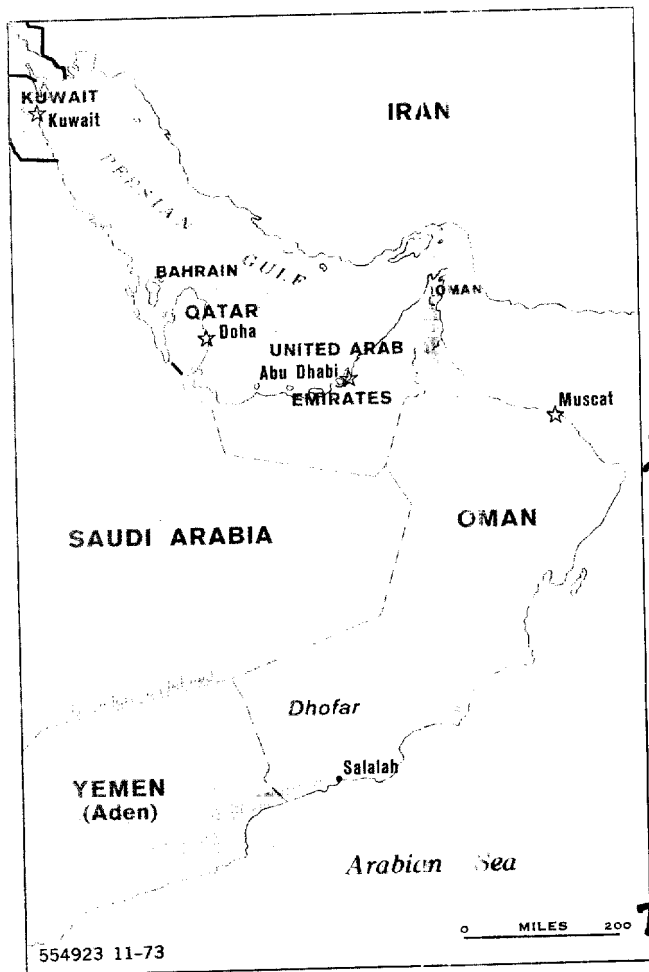 KUWAIT
Kuwait
IRAN
PERSIAN GULF
BAHRAIN
OMAN
QATAR
Doha
UNITED ARAB
Abu Dhabi
EMIRATES
Muscat
SAUDI ARABIA
OMAN
Dhofar
YEMEN
(Aden)
Salalah
Arabian Sea
0 MILES 200
554923 11-73